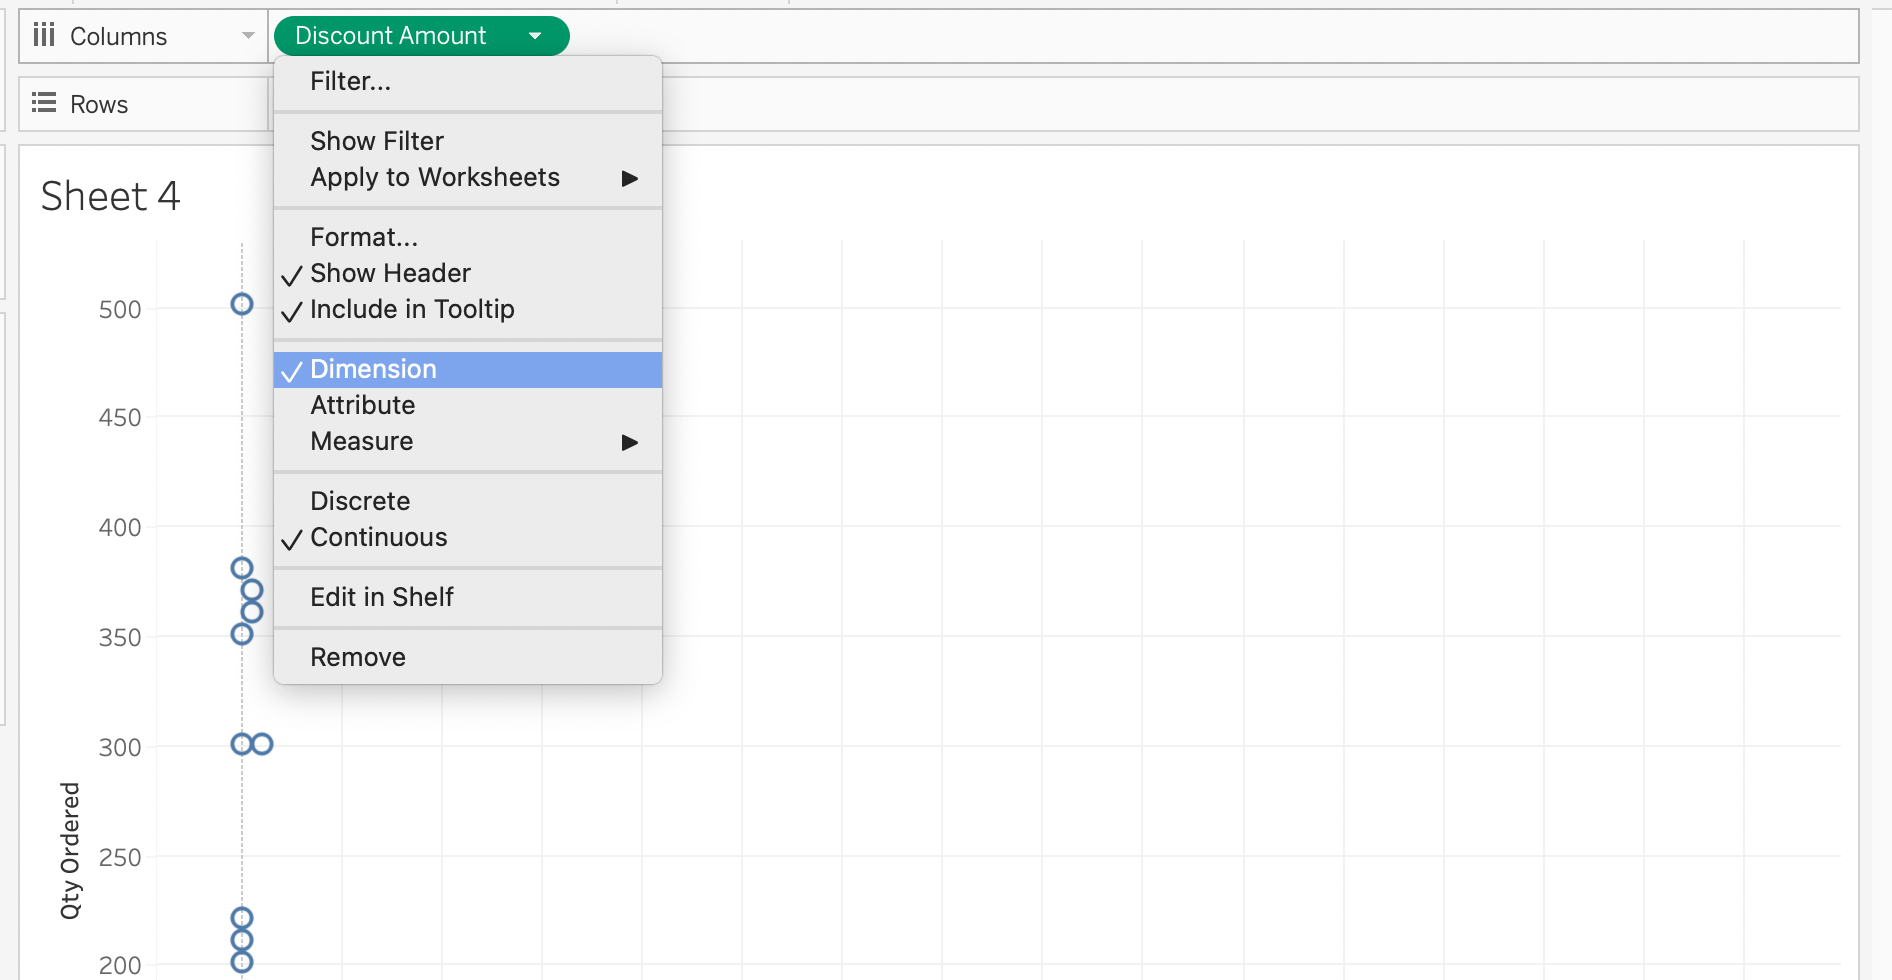 Columns
Discount Amount
Filter...
Rows
Show Filter
Apply to Worksheets
Sheet 4
Format...
Show Header
Include in Tooltip
Dimension
Attribute
Measure
Discrete
Continuous
Edit in Shelf
Remove
500
450
400
350
300
250
200
Qty Ordered